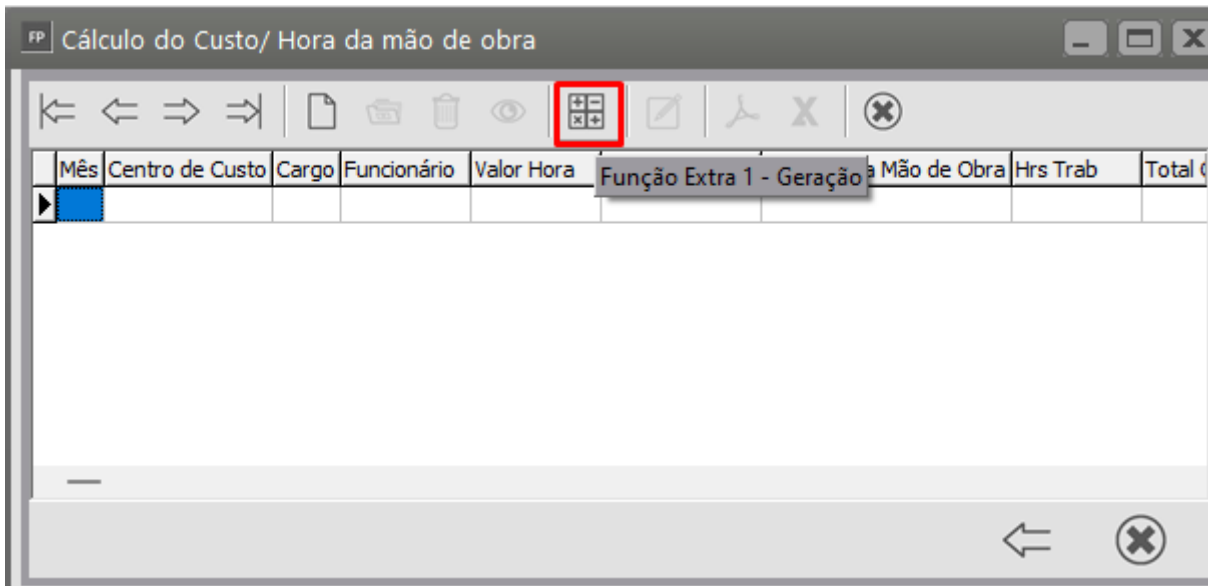 FP Cálculo do Custo/ Hora da mão de obra
Mês Centro de Custo Cargo Funcionário Valor Hora Mão de Obra Hrs Trab Total
Função Extra 1 - Geração